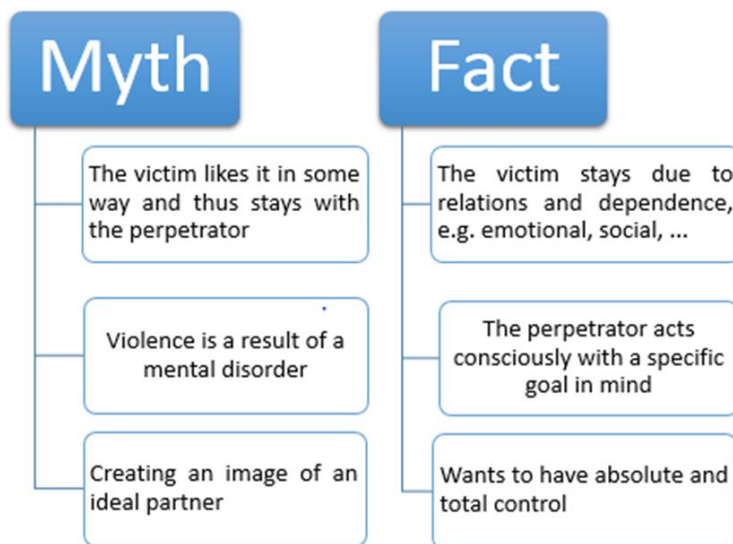 Myth
The victim likes it in some
way and thus stays with
the perpetrator
Violence is a result of a
mental disorder
Creating an image of an
ideal partner
Fact
The victim stays due to
relations and dependence,
e.g. emotional, social, ...
The perpetrator acts
consciously with a specific
goal in mind
Wants to have absolute and
total control